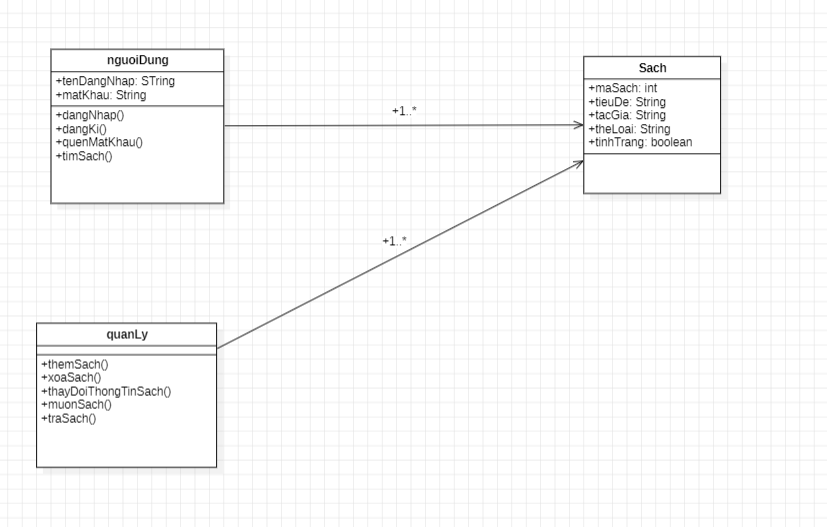 nguoiDung
+tenDangNhap: STring
+matKhau: String
+dangNhap()
+dangKi()
+quenMatKhau()
+timSach()
+1..*
Sach
+maSach: int
+tieuDe: String
+tacGia: String
+theLoai: String
+tinhTrang: boolean
+1..*
quanLy
+themSach()
+xoaSach()
+thayDoiThongTinSach()
+muonSach()
+traSach()